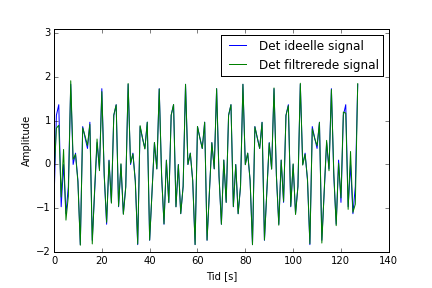 3
2
1
0
−1
−2
Amplitude
Det ideelle signal
Det filtrerede signal
0 20 40 60 80 100 120 140
Tid [s]